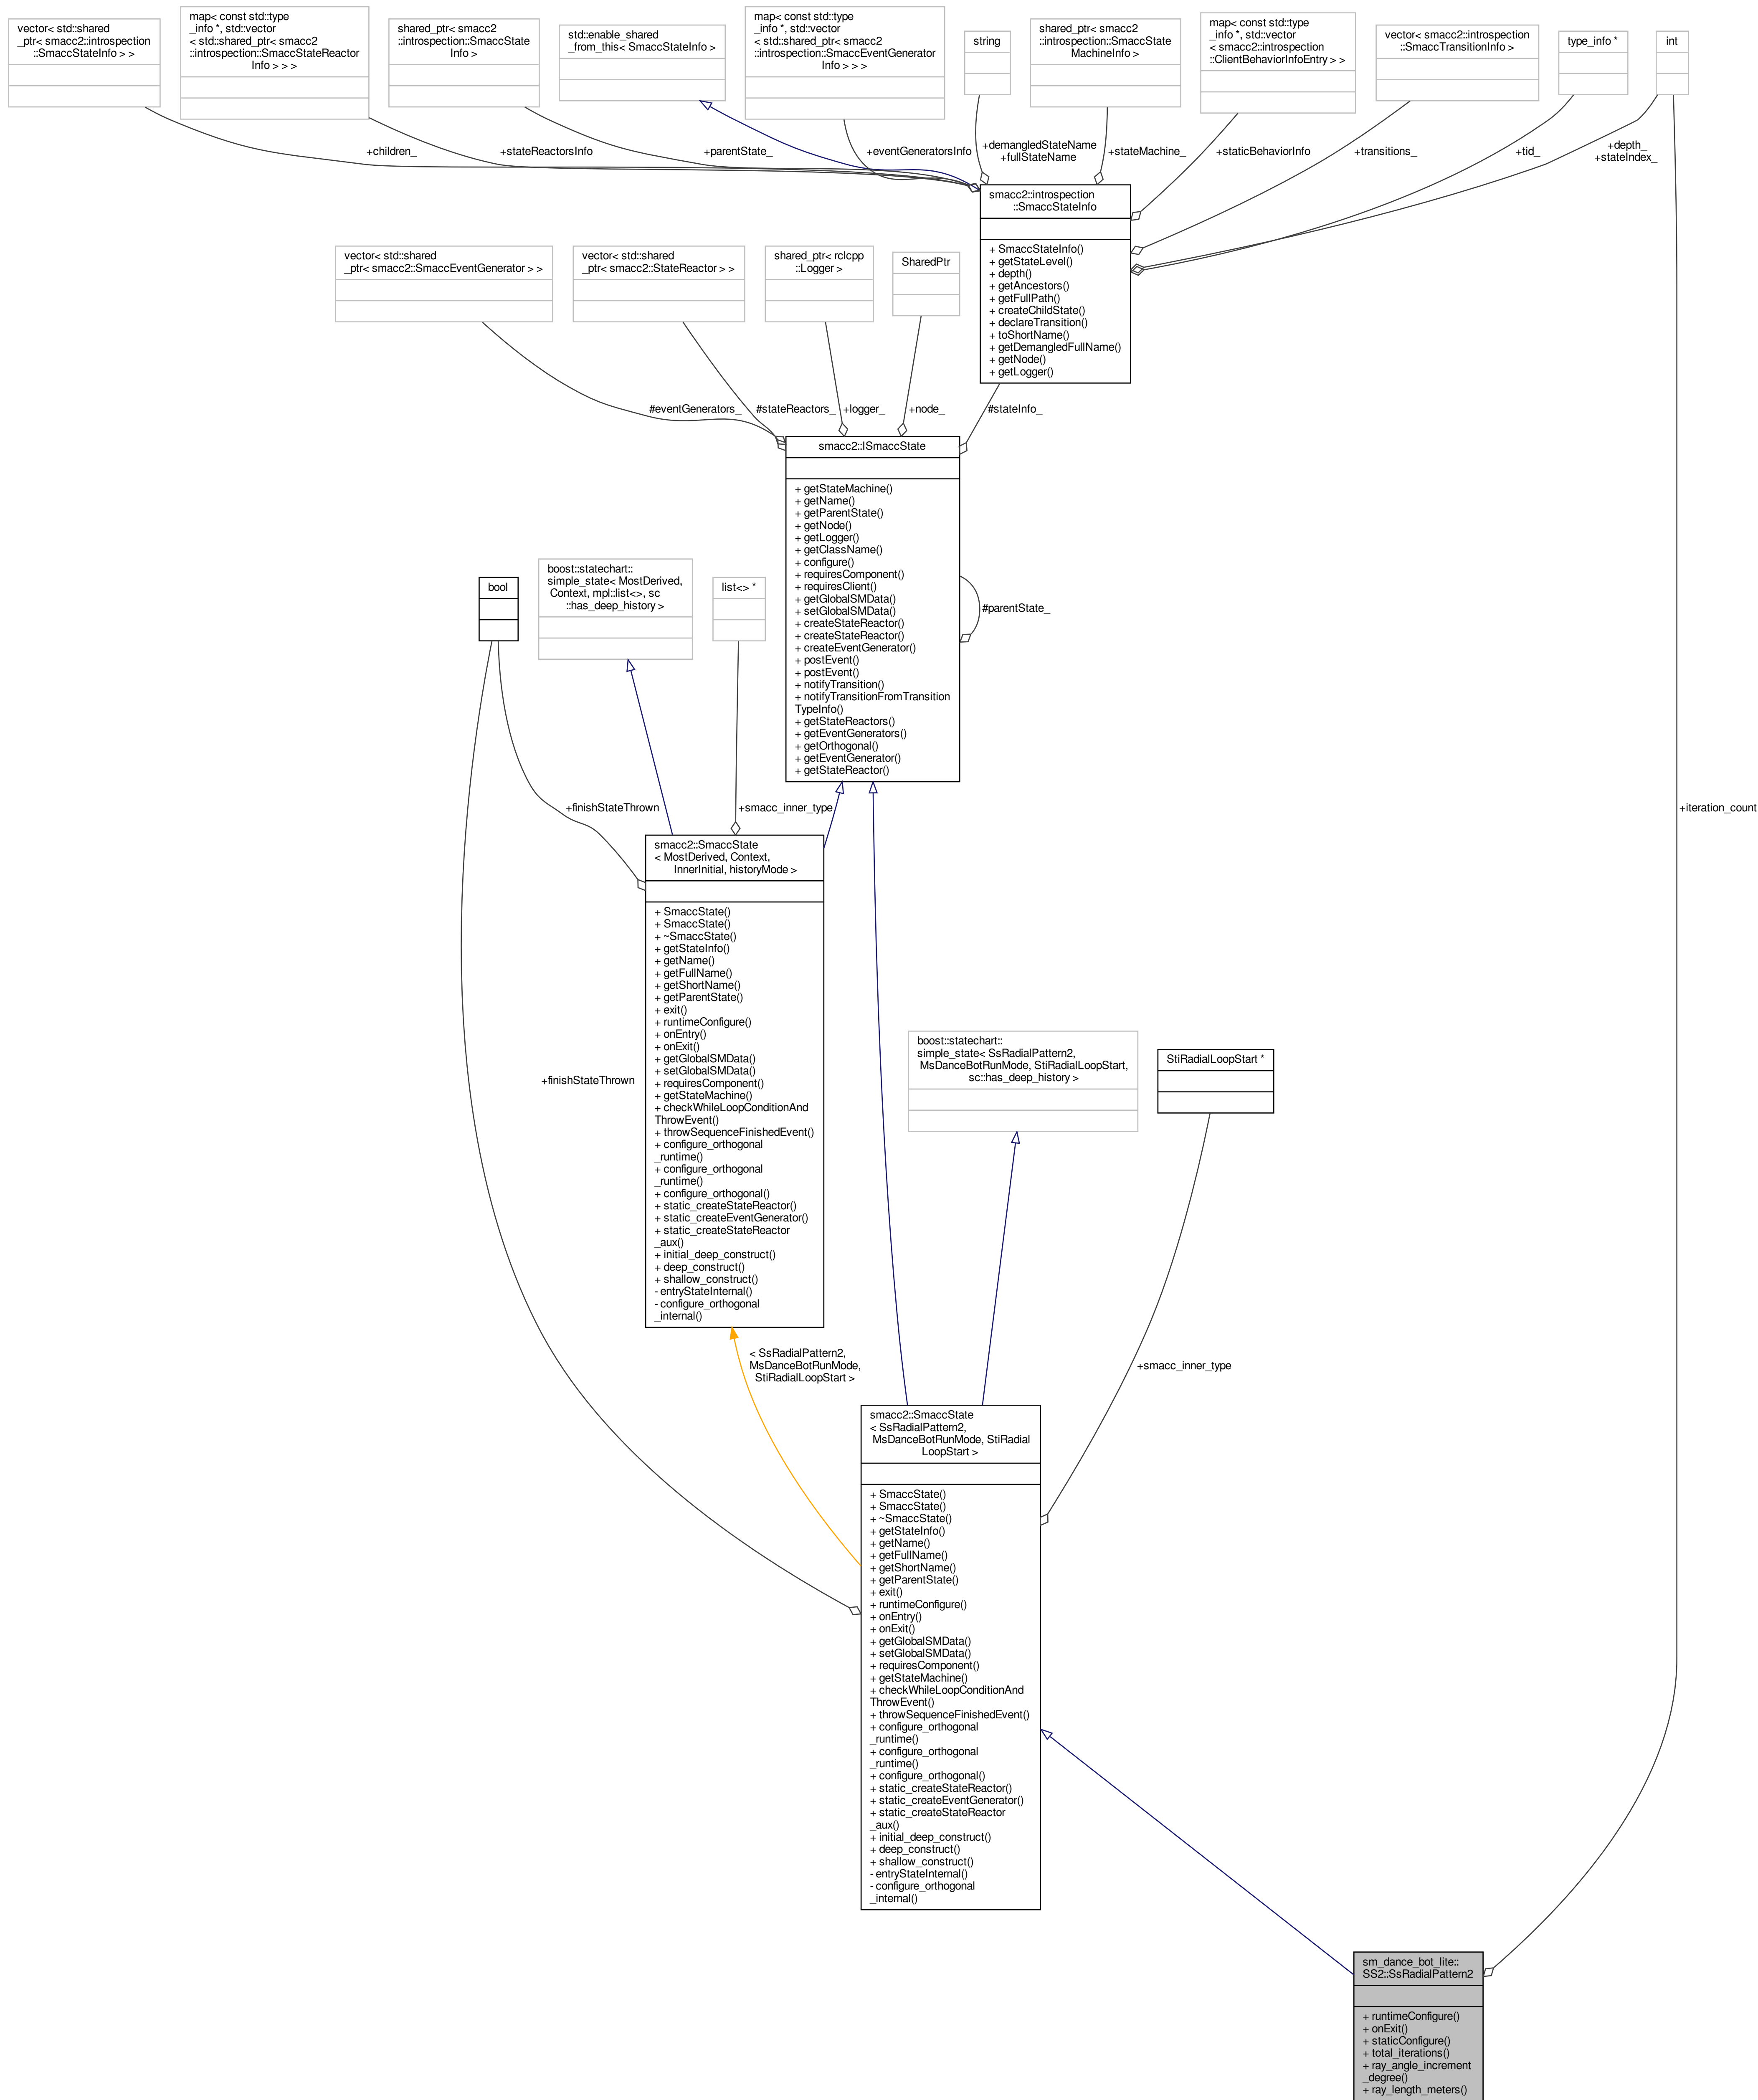 vector< std::shared
_ptr< smacc2::introspection
::SmaccStateInfo > >
map< const std::type
_info *, std::vector
< std::shared_ptr< smacc2
::introspection::SmaccStateReactor
Info > > >
shared_ptr< smacc2
::introspection::SmaccState
Info >
std::enable_shared
_from_this< SmaccStateInfo >
map< const std::type
_info *, std::vector
< std::shared_ptr< smacc2
::introspection::SmaccEventGenerator
Info > > >
string
shared_ptr< smacc2
::introspection::SmaccState
MachineInfo >
map< const std::type
_info *, std::vector
< smacc2::introspection
::ClientBehaviorInfoEntry > >
vector< smacc2::introspection
::SmaccTransitionInfo >
type_info *
int
+children_
+stateReactorsInfo
+parentState_
+eventGeneratorsInfo
+demangledStateName
+fullStateName
+stateMachine_
+staticBehaviorInfo
+transitions_
+tid_
+depth_
+stateIndex_
smacc2::introspection
::SmaccStateInfo
+ SmaccStateInfo()
+ getStateLevel()
+ depth()
+ getAncestors()
+ getFullPath()
+ createChildState()
+ declareTransition()
+ toShortName()
+ getDemangledFullName()
+ getNode()
+ getLogger()
vector< std::shared
_ptr< smacc2::SmaccEventGenerator > >
vector< std::shared
_ptr< smacc2::StateReactor > >
shared_ptr< rclcpp
::Logger >
SharedPtr
#eventGenerators_
#stateReactors_
+logger_
+node_
#stateInfo_
smacc2::ISmaccState
+ getStateMachine()
+ getName()
+ getParentState()
+ getNode()
+ getLogger()
+ getClassName()
+ configure()
+ requiresComponent()
+ requiresClient()
+ getGlobalSMData()
+ setGlobalSMData()
+ createStateReactor()
+ createStateReactor()
+ createEventGenerator()
+ postEvent()
+ postEvent()
+ notifyTransition()
+ notifyTransitionFromTransition
TypeInfo()
+ getStateReactors()
+ getEventGenerators()
+ getOrthogonal()
+ getEventGenerator()
+ getStateReactor()
#parentState_
bool
boost::statechart::
simple_state< MostDerived,
Context, mpl::list<>, sc
::has_deep_history >
list<> *
+finishStateThrown
+smacc_inner_type
+iteration_count
smacc2::SmaccState
< MostDerived, Context,
InnerInitial, historyMode >
+ SmaccState()
+ SmaccState()
+ ~SmaccState()
+ getStateInfo()
+ getName()
+ getFullName()
+ getShortName()
+ getParentState()
+ exit()
+ runtimeConfigure()
+ onEntry()
+ onExit()
+ getGlobalSMData()
+ setGlobalSMData()
+ requiresComponent()
+ getStateMachine()
+ checkWhileLoopConditionAnd
ThrowEvent()
+ throwSequenceFinishedEvent()
+ configure_orthogonal
_runtime()
+ configure_orthogonal
_runtime()
+ configure_orthogonal()
+ static_createStateReactor()
+ static_createEventGenerator()
+ static_createStateReactor
_aux()
+ initial_deep_construct()
+ deep_construct()
+ shallow_construct()
- entryStateInternal()
- configure_orthogonal
_internal()
+finishStateThrown
boost::statechart::
simple_state< SsRadialPattern2,
MsDanceBotRunMode, StiRadialLoopStart,
sc::has_deep_history >
StiRadialLoopStart *
< SsRadialPattern2,
MsDanceBotRunMode,
StiRadialLoopStart >
+smacc_inner_type
smacc2::SmaccState
< SsRadialPattern2,
MsDanceBotRunMode, StiRadial
LoopStart >
+ SmaccState()
+ SmaccState()
+ ~SmaccState()
+ getStateInfo()
+ getName()
+ getFullName()
+ getShortName()
+ getParentState()
+ exit()
+ runtimeConfigure()
+ onEntry()
+ onExit()
+ getGlobalSMData()
+ setGlobalSMData()
+ requiresComponent()
+ getStateMachine()
+ checkWhileLoopConditionAnd
ThrowEvent()
+ throwSequenceFinishedEvent()
+ configure_orthogonal
_runtime()
+ configure_orthogonal
_runtime()
+ configure_orthogonal()
+ static_createStateReactor()
+ static_createEventGenerator()
+ static_createStateReactor
_aux()
+ initial_deep_construct()
+ deep_construct()
+ shallow_construct()
- entryStateInternal()
- configure_orthogonal
_internal()
sm_dance_bot_lite::
SS2::SsRadialPattern2
+ runtimeConfigure()
+ onExit()
+ staticConfigure()
+ total_iterations()
+ ray_angle_increment
_degree()
+ ray_length_meters()